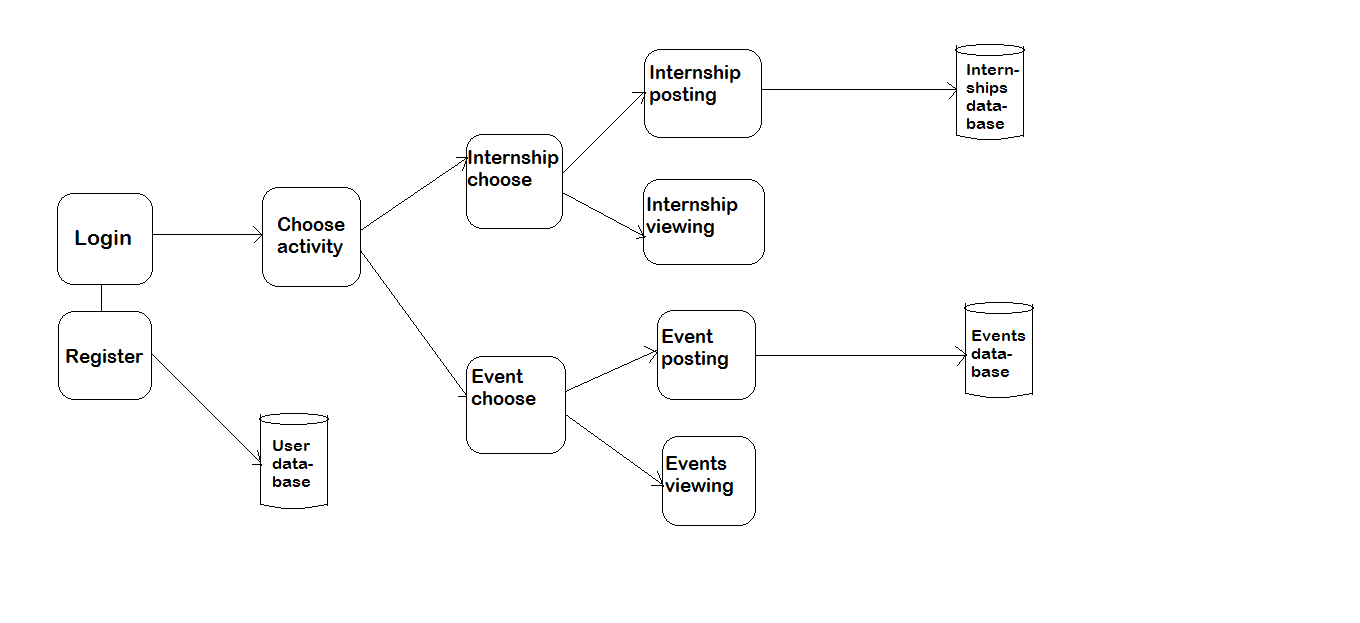 Login
Register
User
data-
base
Choose
activity
Internship
choose
Event
choose
Internship
posting
Internship
viewing
Event
posting
Events
viewing
Intern-
ships
data-
base
Events
data-
base